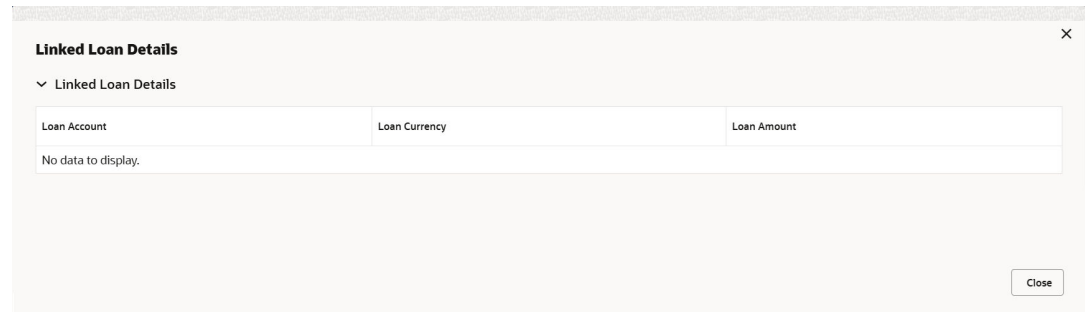 Linked Loan Details
Linked Loan Details
Loan Account Loan Currency Loan Amount
No data to display.
Close